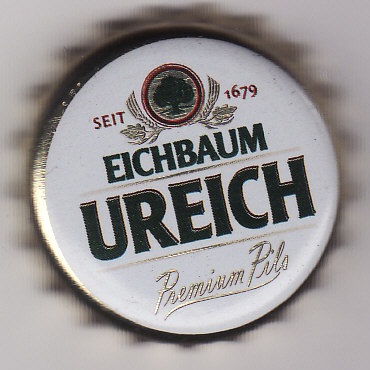 SEIT 1679
EICHBAUM
UREICH
Premium Pils